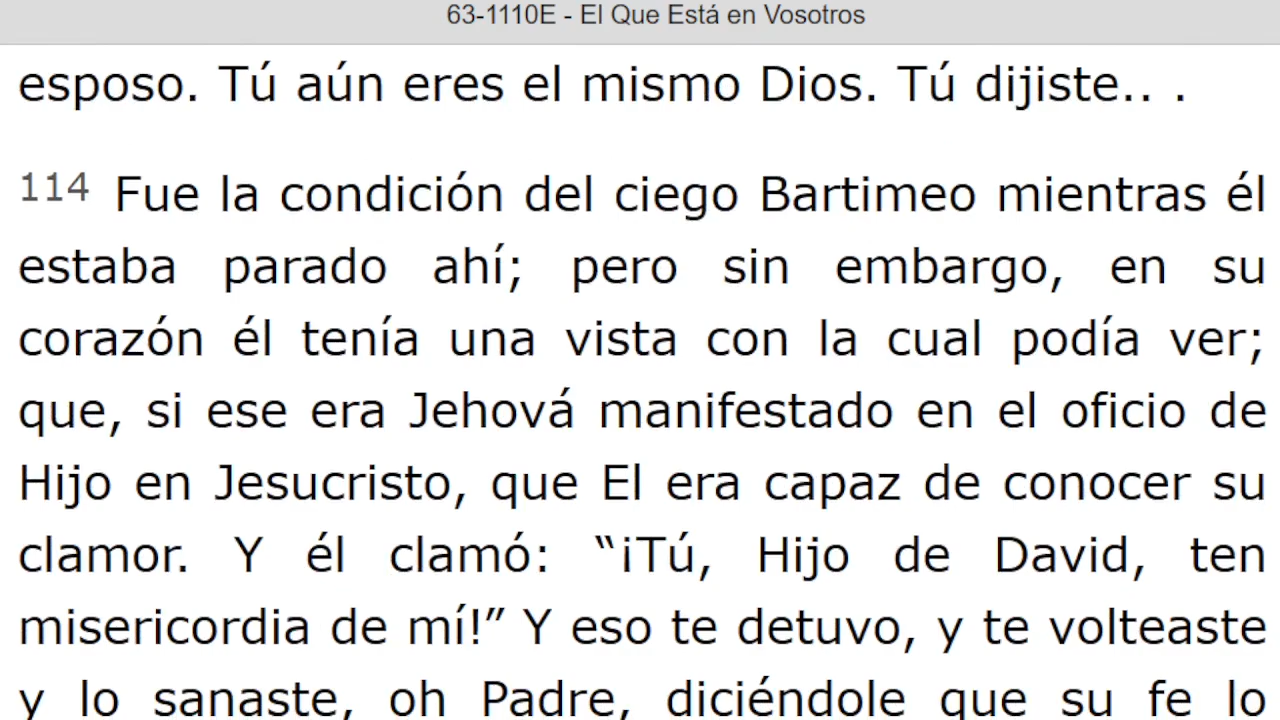 63-1110E - El Que Está en Vosotros
esposo. Tú aún eres el mismo Dios. Tú dijiste.. .
114 Fue la condición del ciego Bartimeo mientras él
estaba parado ahí; pero sin embargo, en su
corazón él tenía una vista con la cual podía ver;
que, si ese era Jehová manifestado en el oficio de
Hijo en Jesucristo, que El era capaz de conocer su
clamor. Y él clamó: “¡Tú, Hijo de David, ten
misericordia de mí!” Y eso te detuvo, y te volteaste
y lo sanaste, oh Padre, diciéndole que su fe lo